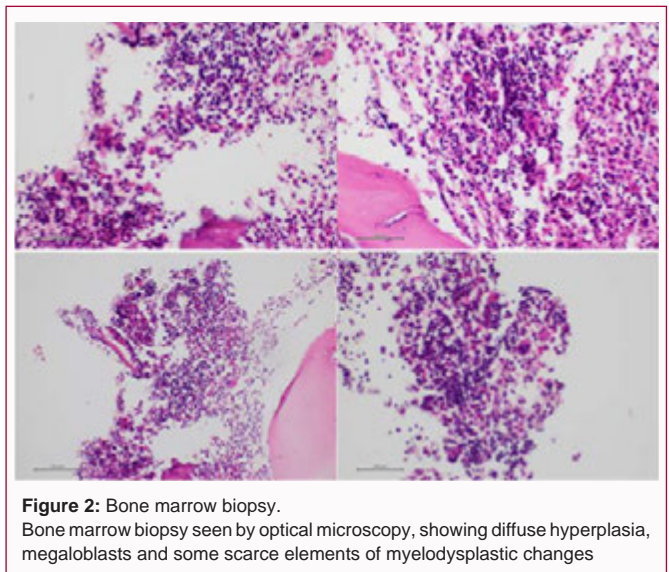 Figure 2: Bone marrow biopsy.
Bone marrow biopsy seen by optical microscopy, showing diffuse hyperplasia,
megaloblasts and some scarce elements of myelodysplastic changes